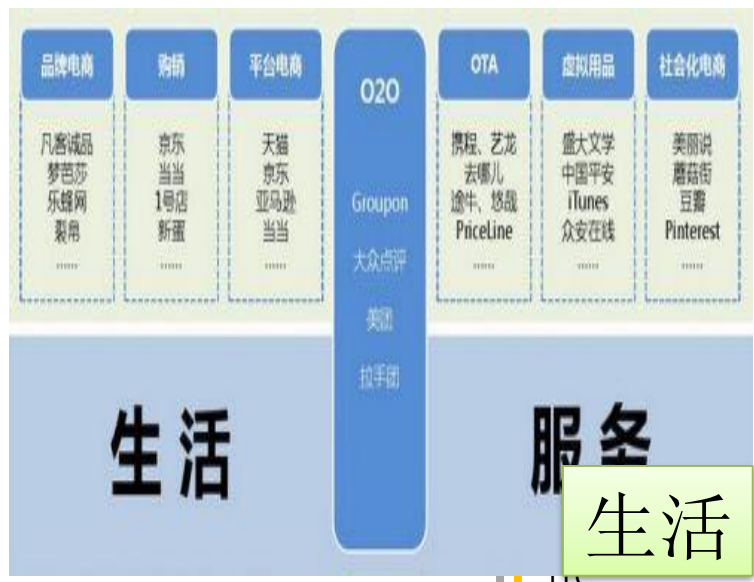 品牌电商
凡客诚品
梦芭莎
乐蜂网
裂帛
......
购销
京东
当当
1号店
新蛋
......
平台电商
天猫
京东
亚马逊
当当
......
O2O
Groupon
大众点评
美团
拉手团
OTA
携程、艺龙
去哪儿
途牛、悠哉
PriceLine
......
虚拟用品
盛大文学
中国平安
iTunes
众安在线
......
社会化电商
美丽说
蘑菇街
豆瓣
Pinterest
......
生活
服务
生活